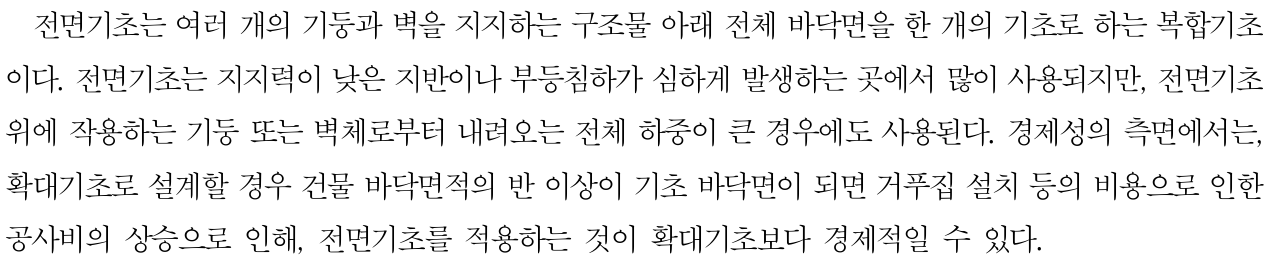 전면기초는 여러 개의 기둥과 벽을 지지하는 구조물 아래 전체 바닥면을 한 개의 기초로 하는 복합기초
이다. 전면기초는 지지력이 낮은 지반이나 부등침하가 심하게 발생하는 곳에서 많이 사용되지만, 전면기초
위에 작용하는 기둥 또는 벽체로부터 내려오는 전체 하중이 큰 경우에도 사용된다. 경제성의 측면에서는,
확대기초로 설계할 경우 건물 바닥면적의 반 이상이 기초 바닥면이 되면 거푸집 설치 등의 비용으로 인한
공사비의 상승으로 인해, 전면기초를 적용하는 것이 확대기초보다 경제적일 수 있다.